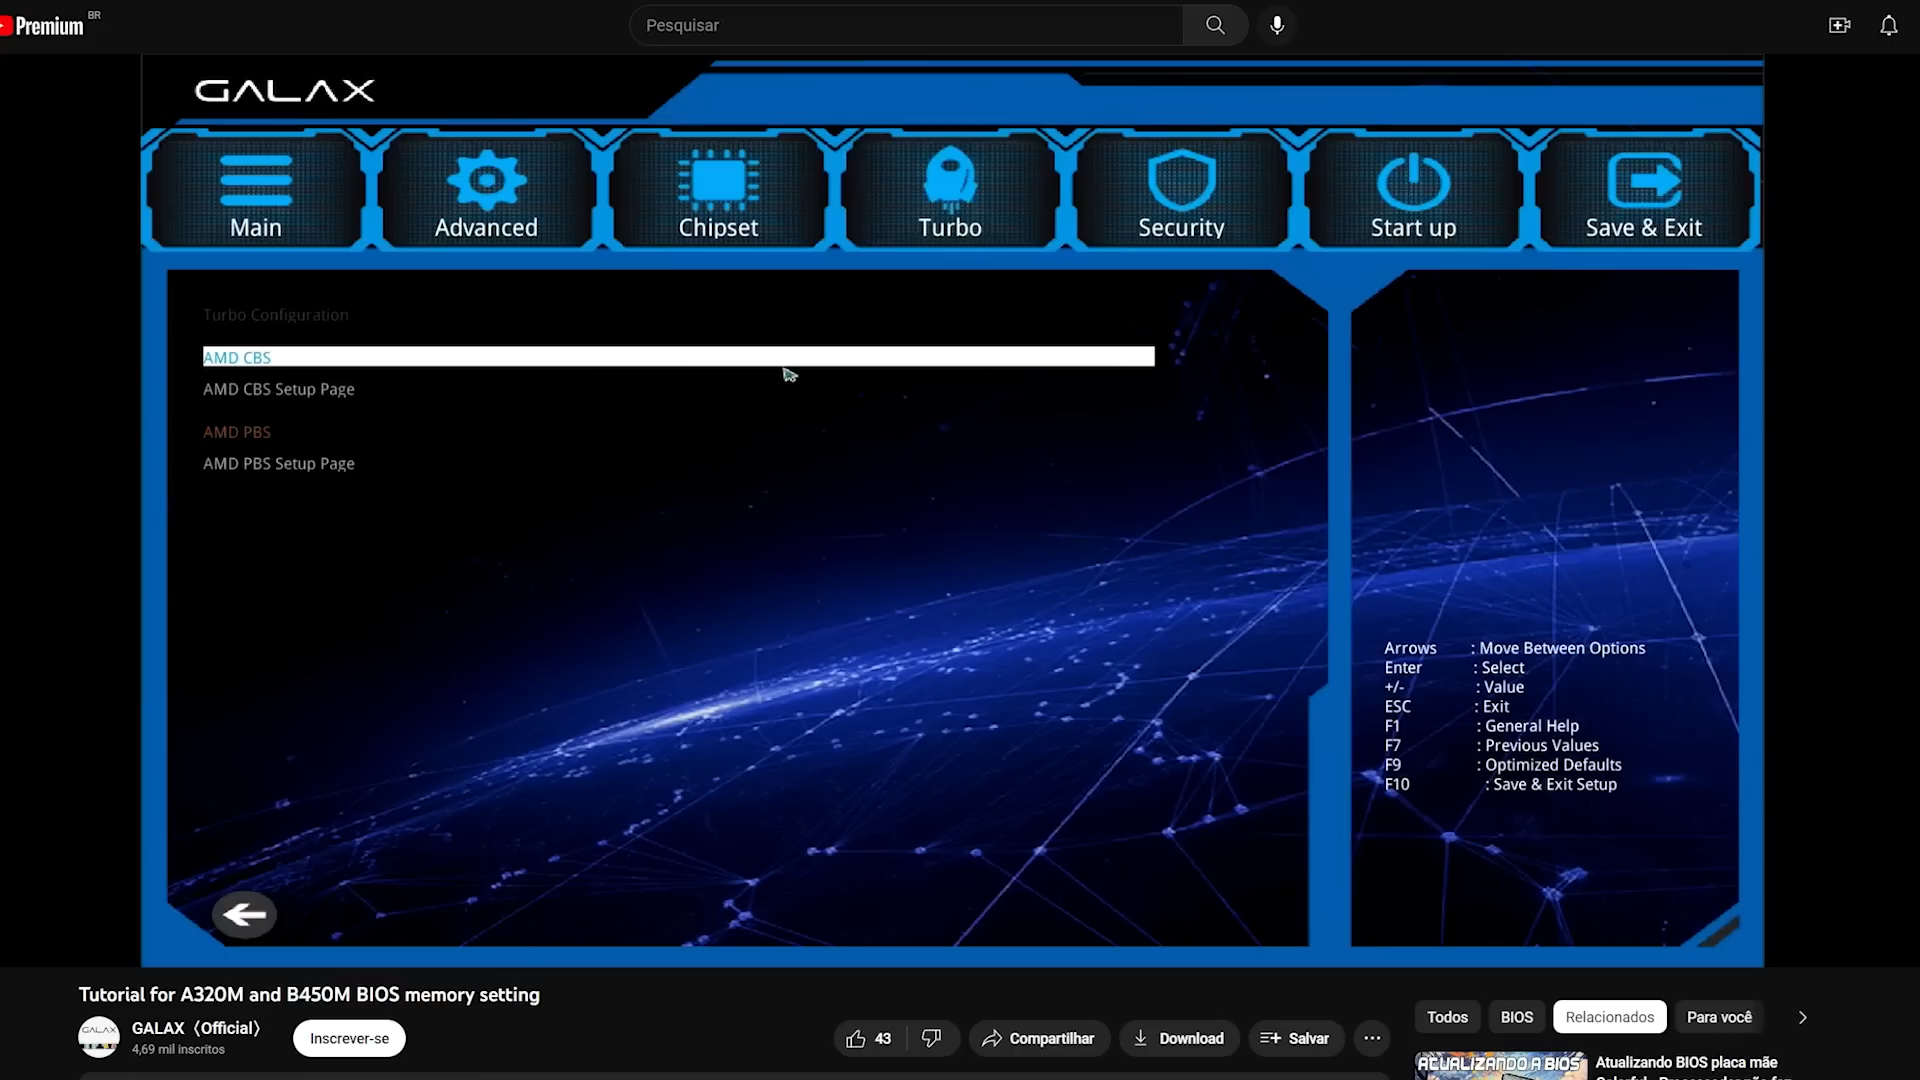 Premium BR
Pesquisar
GALAX
Main
Advanced
Chipset
Turbo
Security
Start up
Save & Exit
Turbo Configuration
AMD CBS
AMD CBS Setup Page
AMD PBS
AMD PBS Setup Page
Arrows : Move Between Options
Enter : Select
+/- : Value
ESC : Exit
F1 : General Help
F7 : Previous Values
F9 : Optimized Defaults
F10 : Save & Exit Setup
Tutorial for A320M and B450M BIOS memory setting
GALAX
GALAX（Official）
4,69 mil inscritos
Inscrever-se
43
Compartilhar
Download
Salvar
Todos
BIOS
Relacionados
Para você
ATUALIZANDO A BIOS
Atualizando BIOS placa mãe